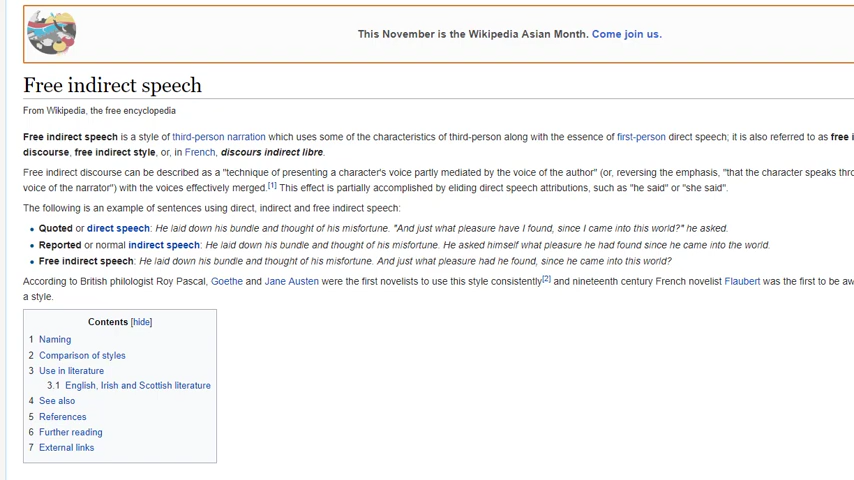 This November is the Wikipedia Asian Month. Come join us.
Free indirect speech
From Wikipedia, the free encyclopedia
Free indirect speech is a style of third-person narration which uses some of the characteristics of third-person along with the essence of first-person direct speech; it is also referred to as free
discourse, free indirect style, or, in French, discours indirect libre.
Free indirect discourse can be described as a "technique of presenting a character's voice partly mediated by the voice of the author" (or, reversing the emphasis, "that the character speaks
voice of the narrator") with the voices effectively merged.[1] This effect is partially accomplished by eliding direct speech attributions, such as "he said" or "she said".
The following is an example of sentences using direct, indirect and free indirect speech:
• Quoted or direct speech: He laid down his bundle and thought of his misfortune. "And just what pleasure have I found, since I came into this world?" he asked.
• Reported or normal indirect speech: He laid down his bundle and thought of his misfortune. He asked himself what pleasure he had found since he came into the world.
• Free indirect speech: He laid down his bundle and thought of his misfortune. And just what pleasure had he found, since he came into this world?
According to British philologist Roy Pascal, Goethe and Jane Austen were the first novelists to use this style consistently[2] and nineteenth century French novelist Flaubert was the first to be
a style.
Contents [hide]
1 Naming
2 Comparison of styles
3 Use in literature
3.1 English, Irish and Scottish literature
4 See also
5 References
6 Further reading
7 External links